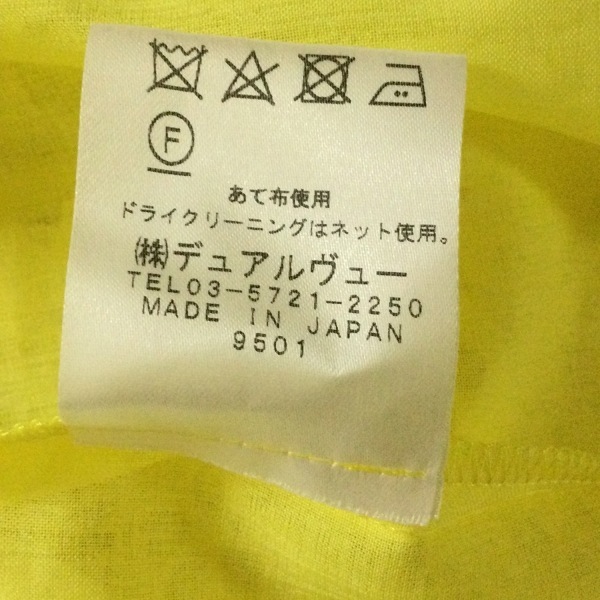 F
あて布使用
ドライクリーニングはネット使用。
㈱デュアルヴュー
TEL03-5721-2250
MADE IN JAPAN
9501